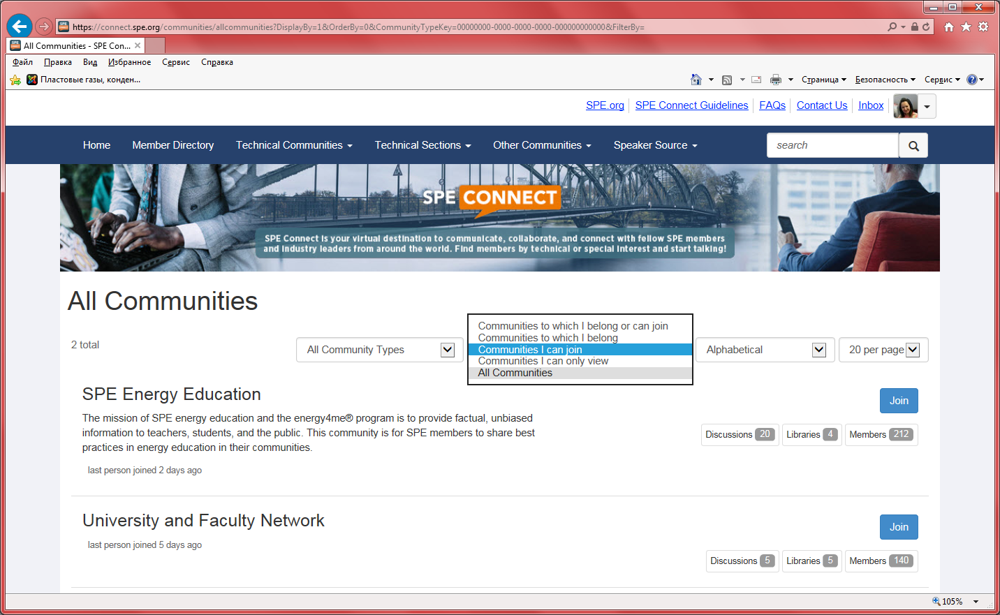 https://connect.spe.org/communities/allcommunities?DisplayBy=1&OrderBy=0&CommunityTypeKey=00000000-0000-0000-0000-000000000000&FilterBy=
All Communities - SPE Con...
Файл Правка Вид Избранное Сервис Справка
Пластовые газы, конден...
Страница Безопасность Сервис
SPE.org SPE Connect Guidelines FAQs Contact Us Inbox
Home Member Directory Technical Communities Technical Sections Other Communities Speaker Source search
SPE CONNECT
SPE Connect is your virtual destination to communicate, collaborate, and connect with fellow SPE members
and industry leaders from around the world. Find members by technical or special interest and start talking!
All Communities
2 total
All Community Types
Communities to which I belong or can join
Communities to which I belong
Communities I can join
Communities I can only view
All Communities
Alphabetical
20 per page
SPE Energy Education
Join
The mission of SPE energy education and the energy4me® program is to provide factual, unbiased
information to teachers, students, and the public. This community is for SPE members to share best
practices in energy education in their communities.
Discussions 20 Libraries 4 Members 212
last person joined 2 days ago
University and Faculty Network
Join
last person joined 5 days ago
Discussions 5 Libraries 5 Members 140
105%